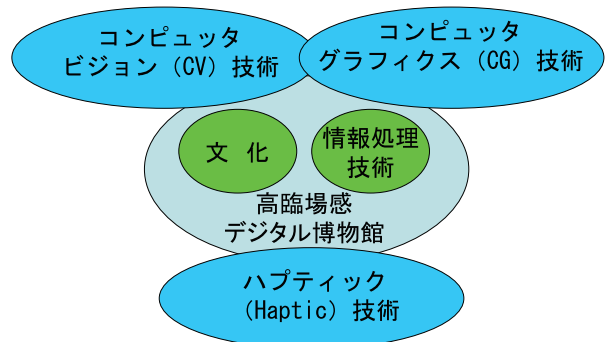 コンピュッタ
ビジョン（CV）技術
コンピュッタ
グラフィクス（CG）技術
文 化
情報処理
技術
高臨場感
デジタル博物館
ハプティック
（Haptic）技術